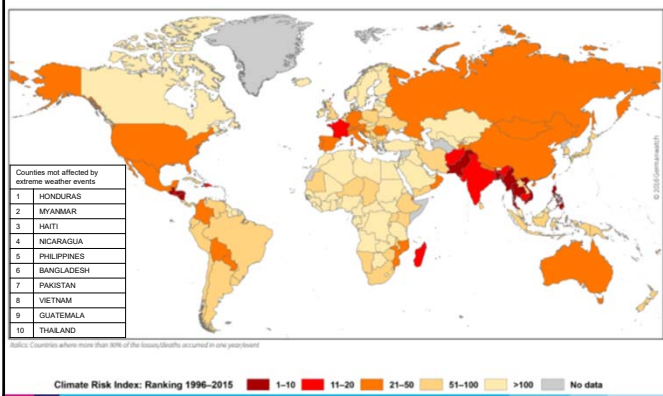 Counties mot affected by
extreme weather events
1 HONDURAS
2 MYANMAR
3 HAITI
4 NICARAGUA
5 PHILIPPINES
6 BANGLADESH
7 PAKISTAN
8 VIETNAM
9 GUATEMALA
10 THAILAND
© 2016 Germanwatch
Italics: Countries where more than 90% of the losses/deaths occurred in one year/event
Climate Risk Index: Ranking 1996–2015 1–10 11–20 21–50 51–100 >100 No data